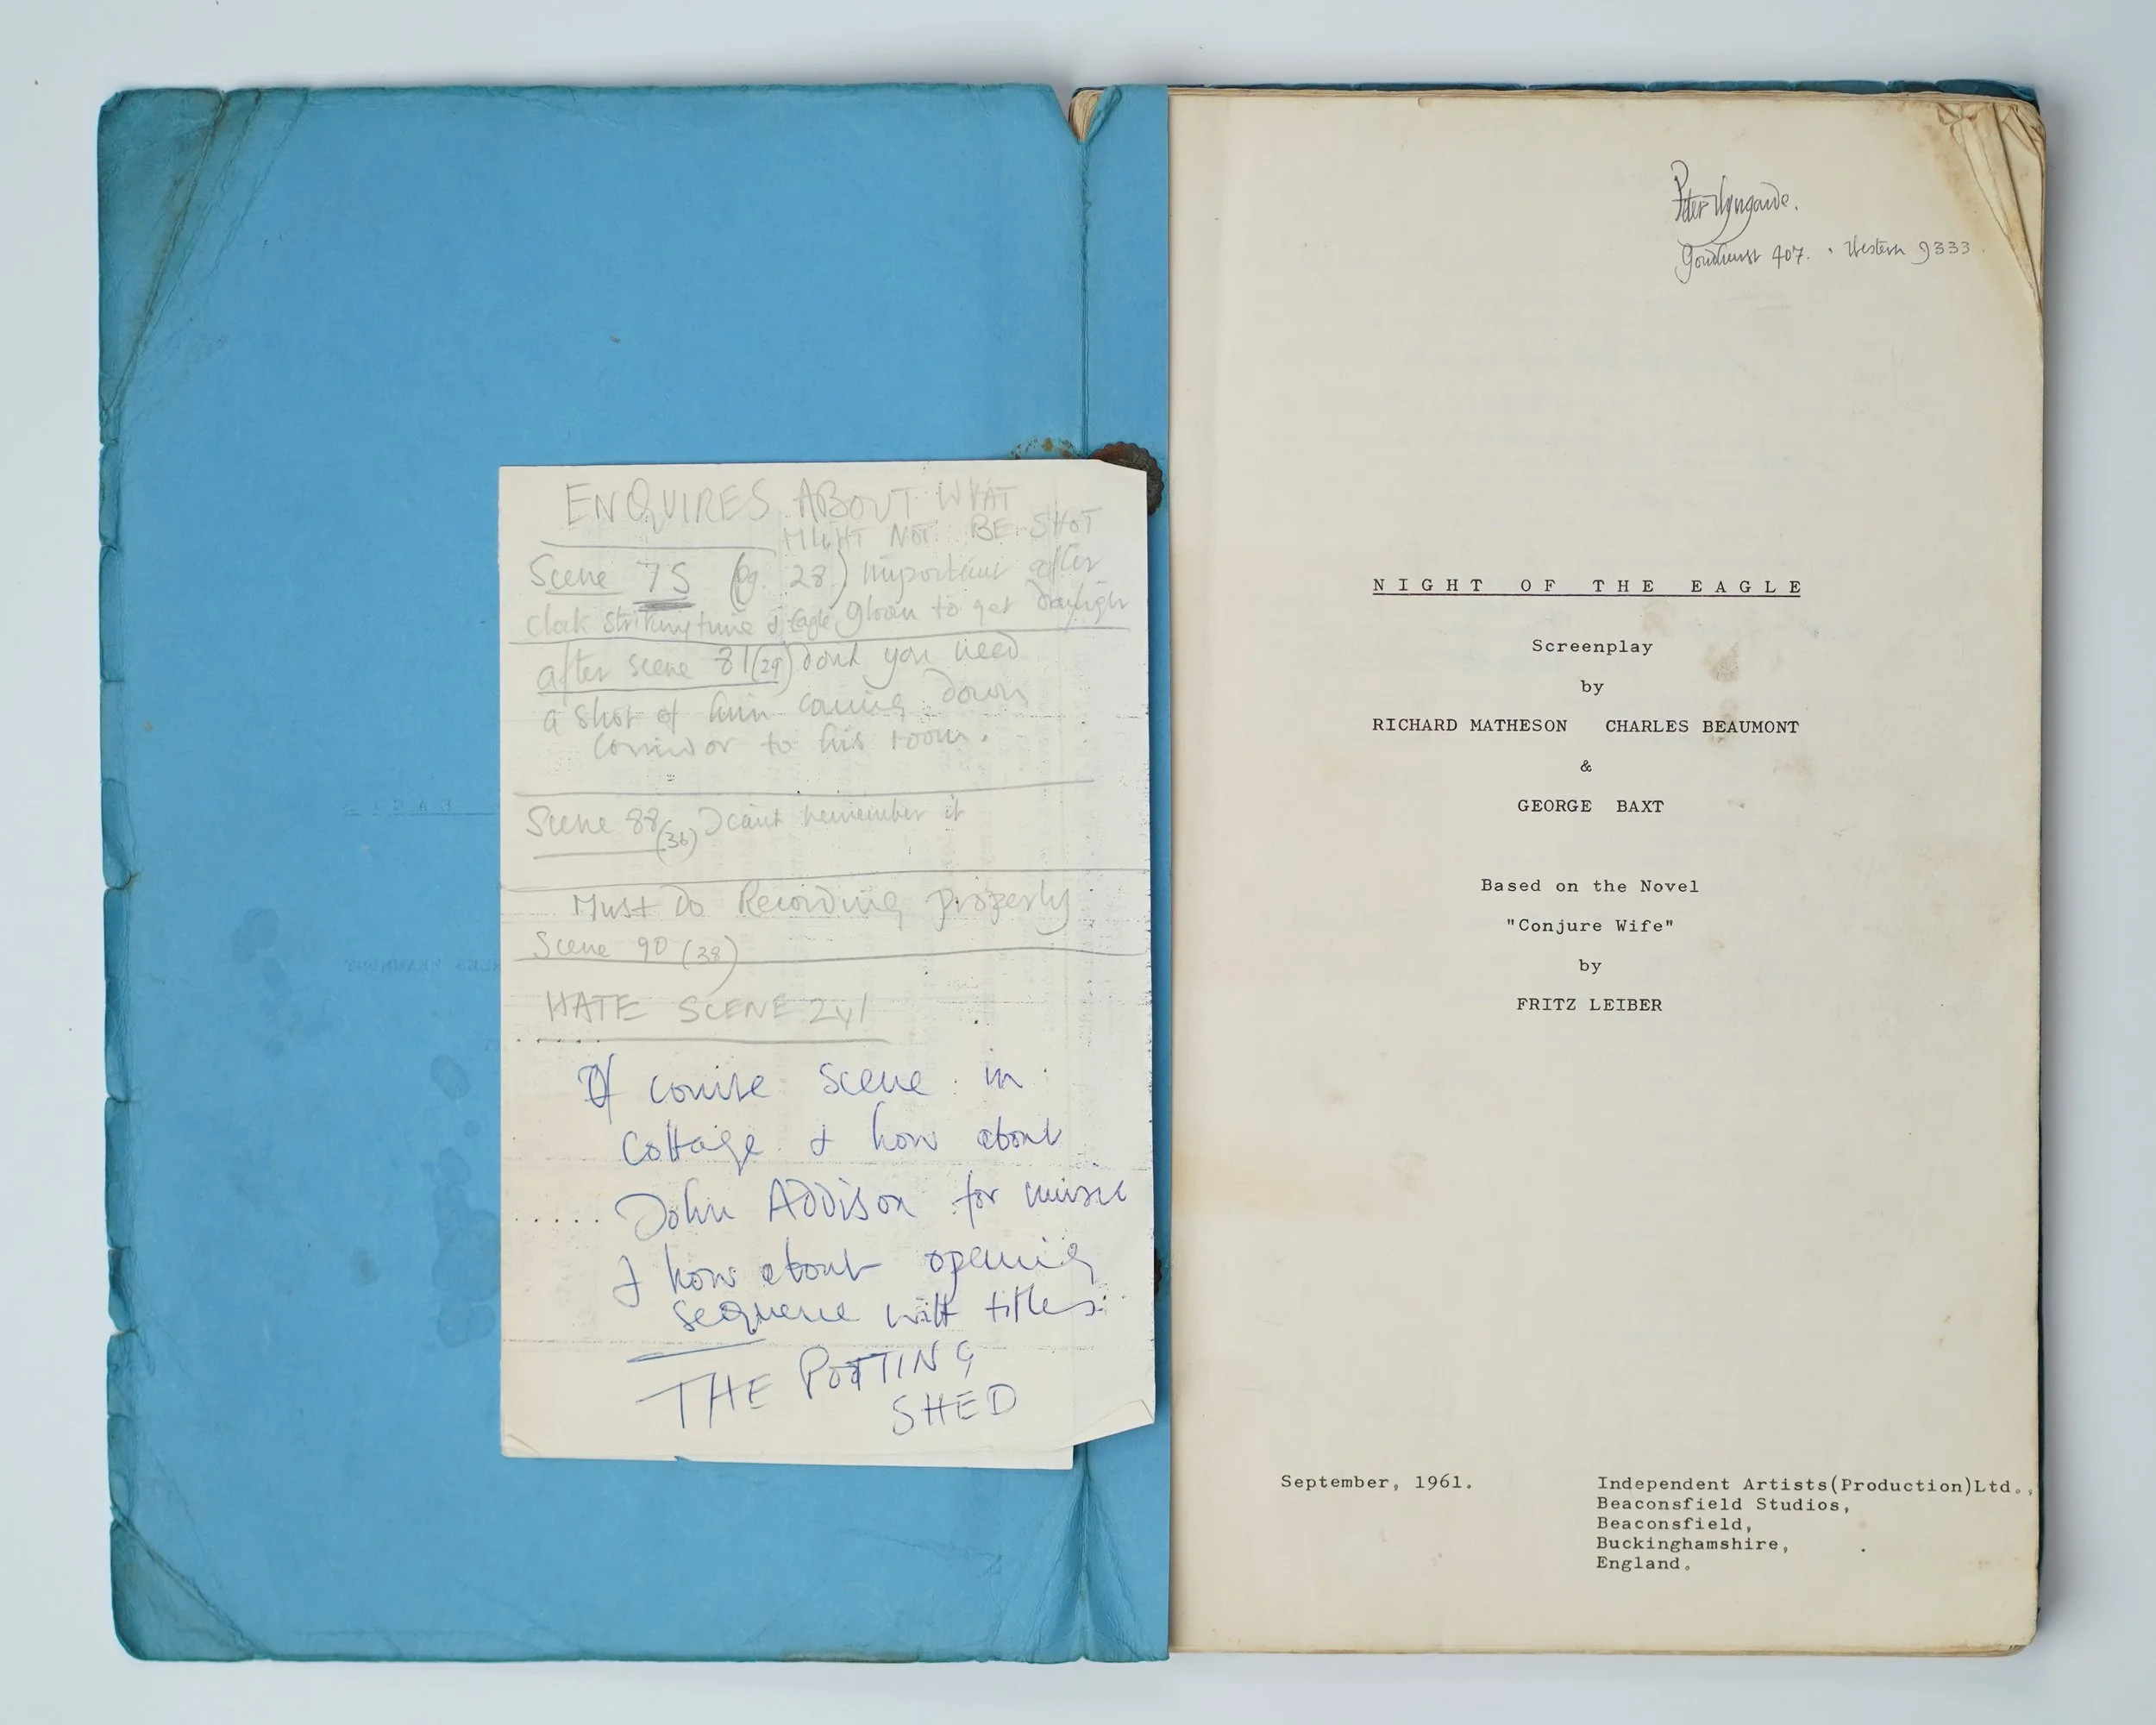 ENQUIRES ABOUT WHAT
MIGHT NOT BE SHOT
Scene 75 (pg. 28) Important after
clock striking time & Eagle gloan to get daylight
after scene 81 (29) dont you need
a shot of him coming down
corridor to his room.
Scene 88 (36) I cant remember it
Must Do Recording properly
Scene 90 (38)
HATE SCENE 241
Of course scene in
Cottage & how about
..... John Addison for music
& how about opening
sequence with titles
THE POTTING
SHED
Peter Wyngarde.
Goudhurst 407. · Western 9333.
NIGHT OF THE EAGLE
Screenplay
by
RICHARD MATHESON CHARLES BEAUMONT
&
GEORGE BAXT
Based on the Novel
"Conjure Wife"
by
FRITZ LEIBER
September, 1961.
Independent Artists(Production)Ltd.,
Beaconsfield Studios,
Beaconsfield,
Buckinghamshire,
England.